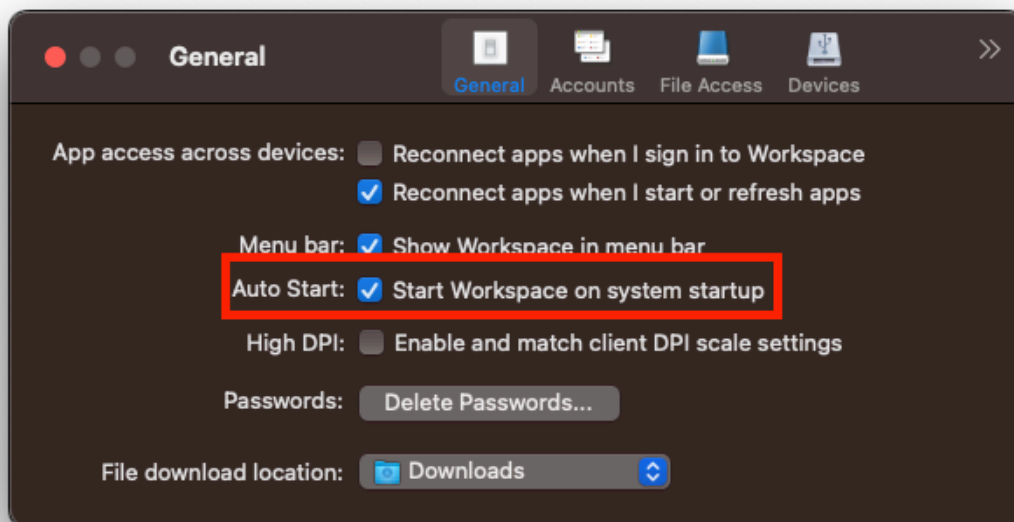 General
General Accounts File Access Devices
App access across devices: Reconnect apps when I sign in to Workspace
Reconnect apps when I start or refresh apps
Menu bar: Show Workspace in menu bar
Auto Start: Start Workspace on system startup
High DPI: Enable and match client DPI scale settings
Passwords: Delete Passwords...
File download location: Downloads